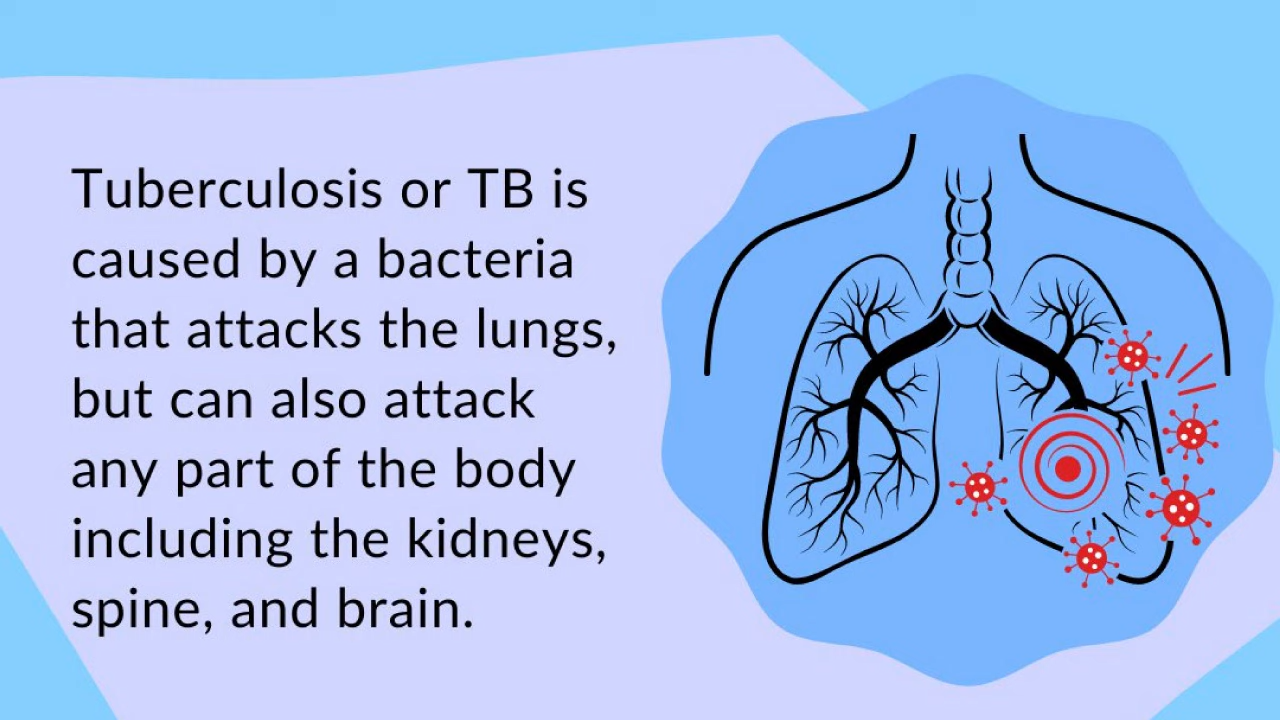 Tuberculosis or TB is
caused by a bacteria
that attacks the lungs,
but can also attack
any part of the body
including the kidneys,
spine, and brain.